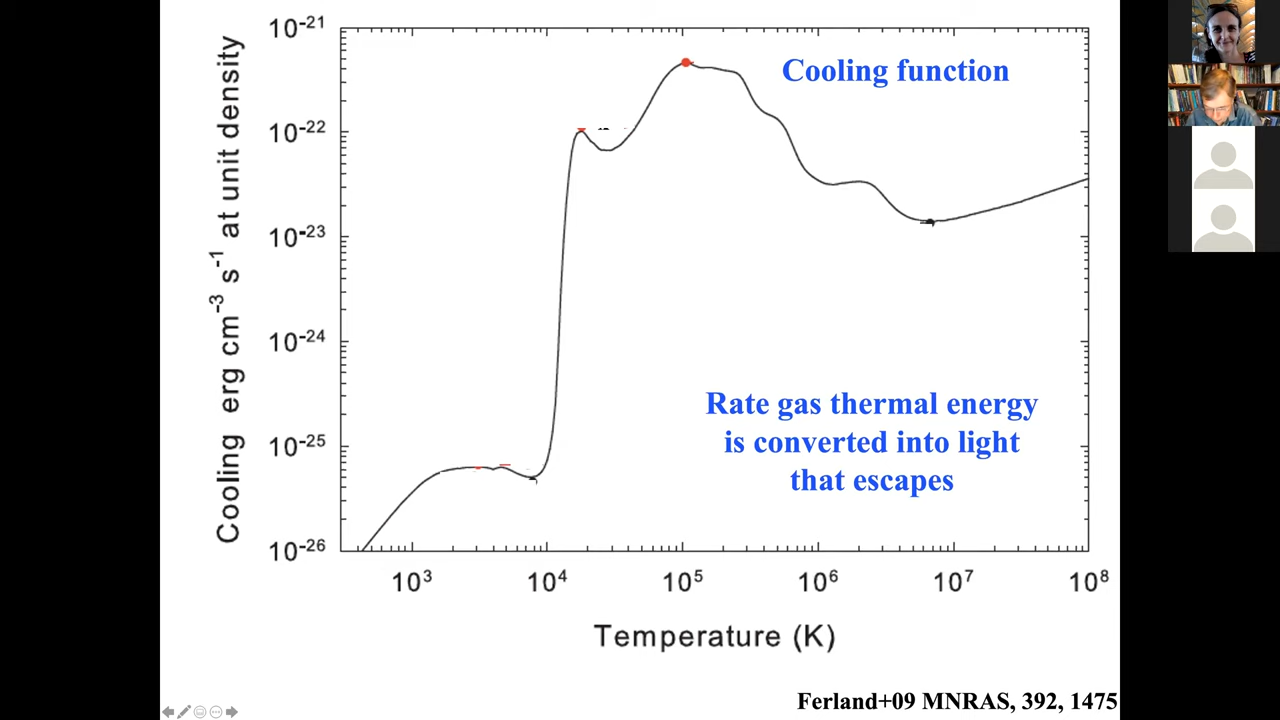 Cooling function
Cooling erg cm⁻³ s⁻¹ at unit density
10⁻²¹
10⁻²²
10⁻²³
10⁻²⁴
10⁻²⁵
10⁻²⁶
Rate gas thermal energy
is converted into light
that escapes
10³ 10⁴ 10⁵ 10⁶ 10⁷ 10⁸
Temperature (K)
Ferland+09 MNRAS, 392, 1475